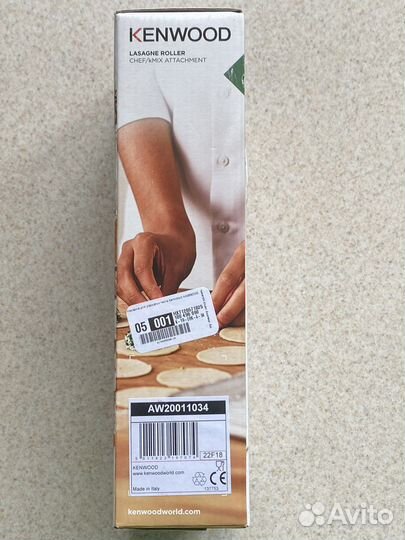 KENWOOD
LASAGNE ROLLER
CHEF/kMIX ATTACHMENT
05 001
AW20011034
22F18
KENWOOD
www.kenwoodworld.com
Made in Italy
CE
kenwoodworld.com
Avito